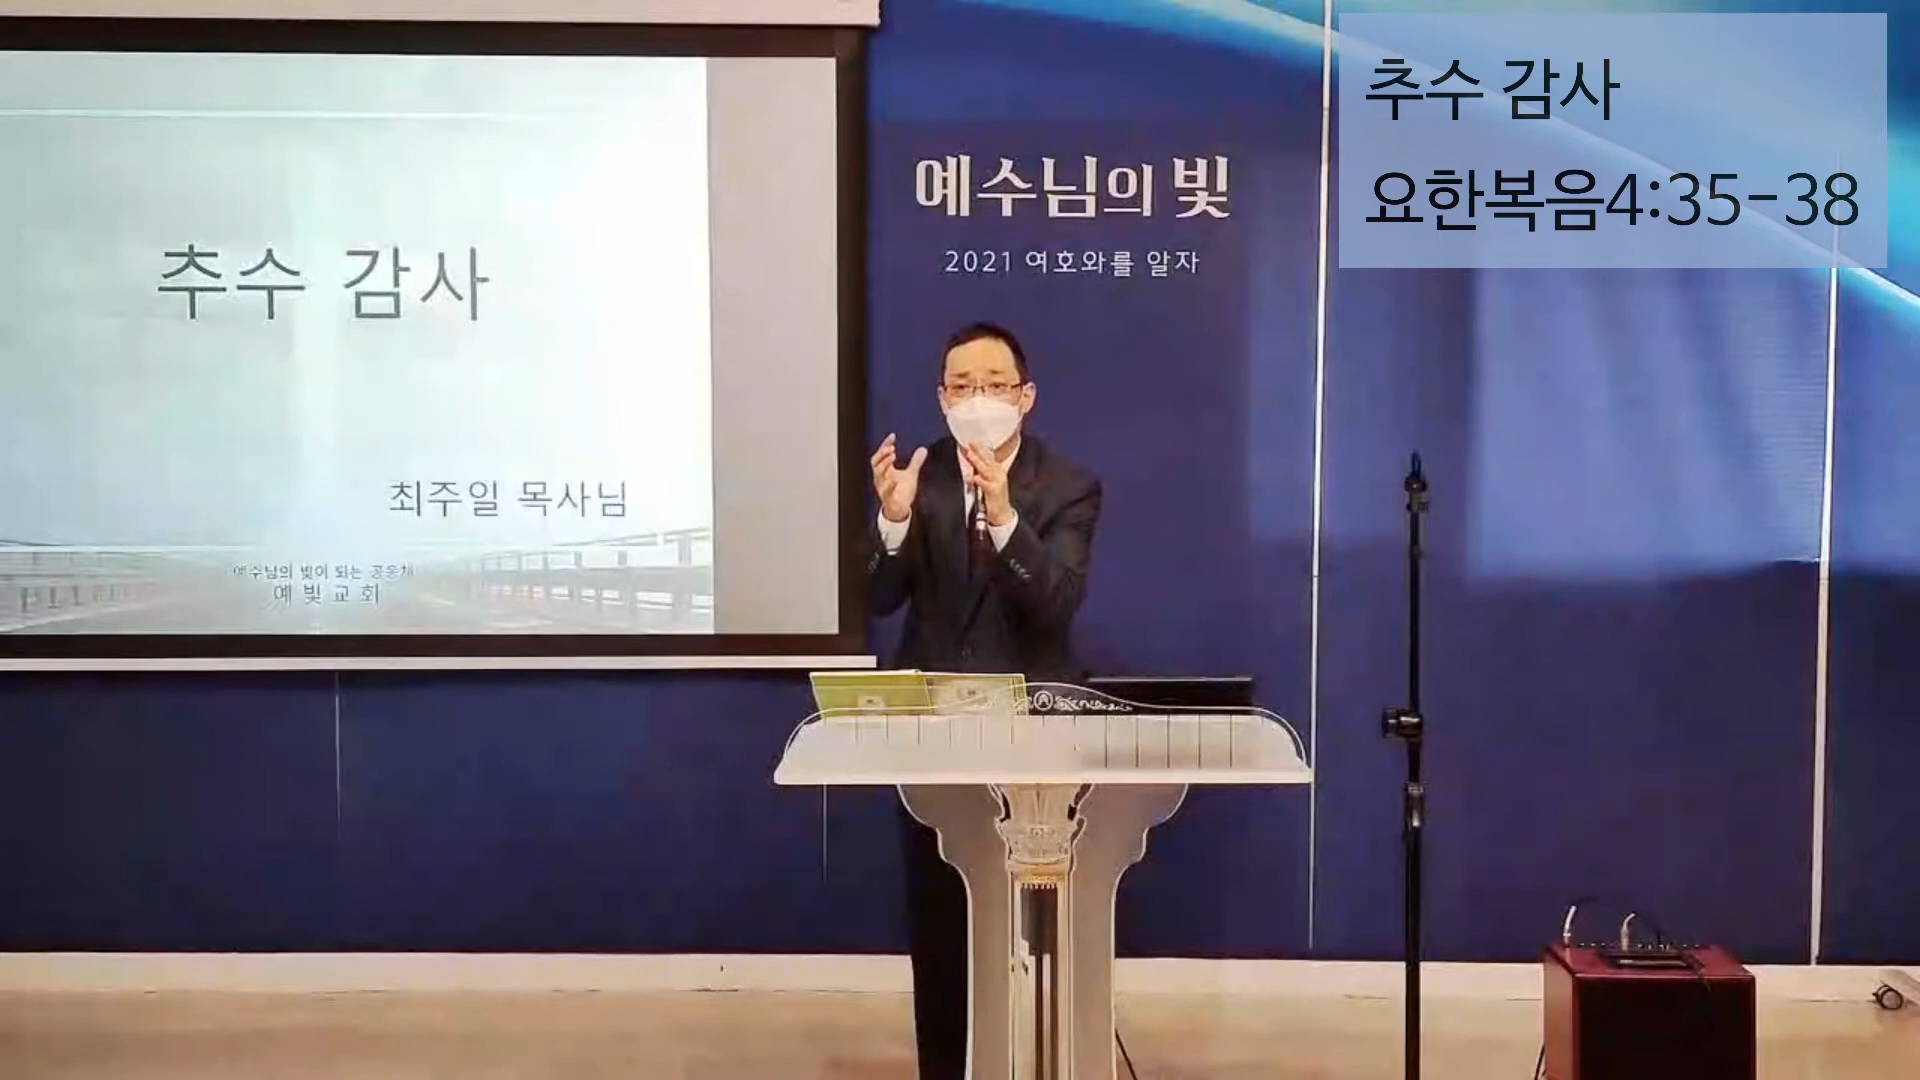 추수 감사
최주일 목사님
예수님의 빛이 되는 공동체
예빛교회
예수님의 빛
2021 여호와를 알자
추수 감사
요한복음4:35-38